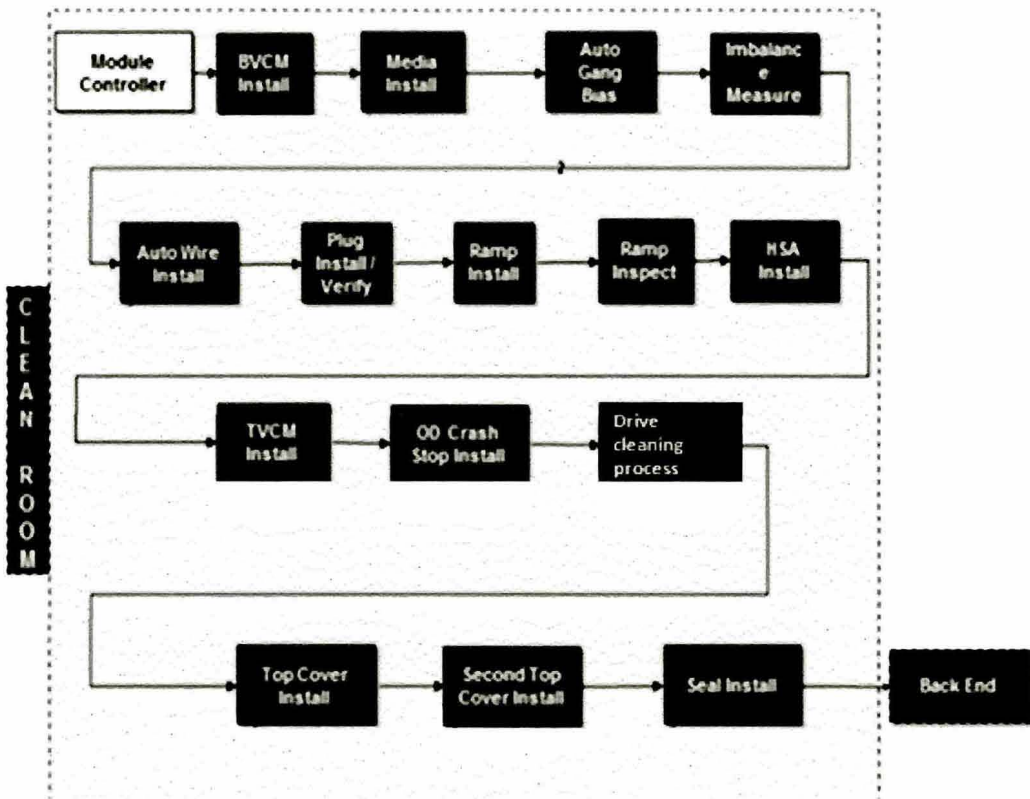 Module
Controller
BVCM
Install
Media
Install
Auto
Gang
Bias
Imbalanc
e
Measure
Auto Wire
Install
Plug
Install /
Verify
Ramp
Install
Ramp
Inspect
HSA
Install
CLEAN ROOM
TVCM
Install
OD Crash
Stop Install
Drive
cleaning
process
Top Cover
Install
Second Top
Cover Install
Seal Install
Back End